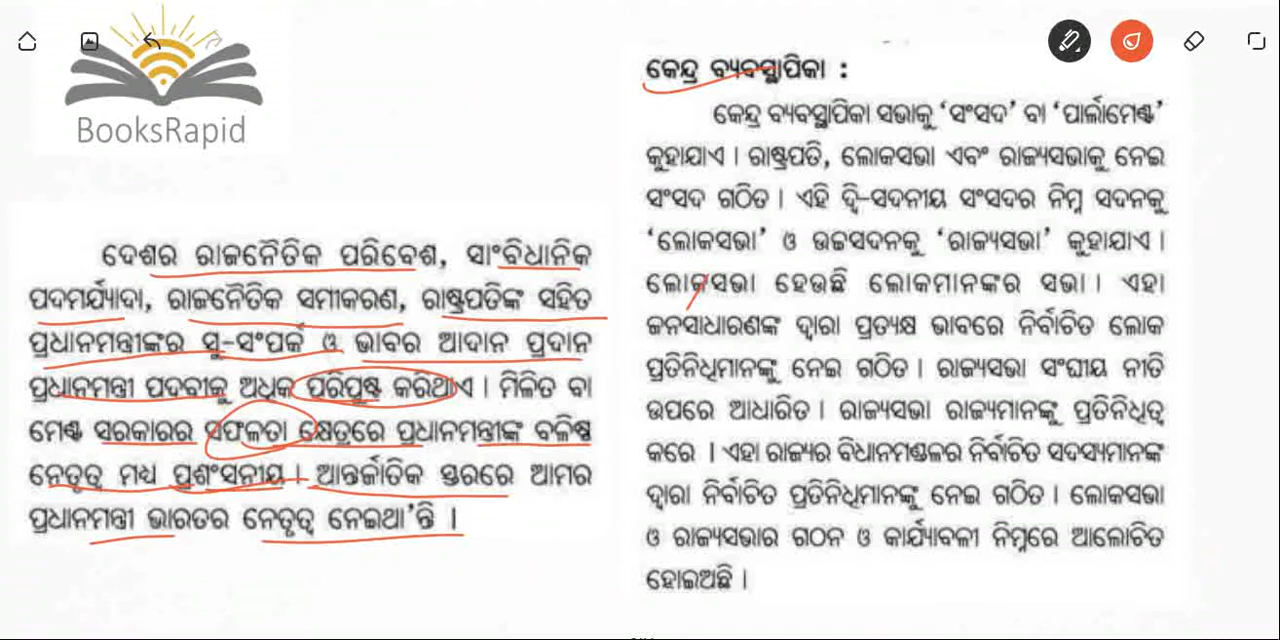 BooksRapid
ଦେଶର ରାଜନୈତିକ ପରିବେଶ, ସାଂବିଧାନିକ
ପଦମର୍ଯ୍ୟାଦା, ରାଜନୈତିକ ସମୀକରଣ, ରାଷ୍ଟ୍ରପତିଙ୍କ ସହିତ
ପ୍ରଧାନମନ୍ତ୍ରୀଙ୍କର ସୁ-ସଂପର୍କ ଓ ଭାବର ଆଦାନ ପ୍ରଦାନ
ପ୍ରଧାନମନ୍ତ୍ରୀ ପଦବୀକୁ ଅଧିକ ପରିପୁଷ୍ଟ କରିଥାଏ । ମିଳିତ ବା
ମେଣ୍ଟ ସରକାରର ସଫଳତା କ୍ଷେତ୍ରରେ ପ୍ରଧାନମନ୍ତ୍ରୀଙ୍କ ବଳିଷ୍ଠ
ନେତୃତ୍ୱ ମଧ୍ୟ ପ୍ରଶଂସନୀୟ । ଆନ୍ତର୍ଜାତିକ ସ୍ତରରେ ଆମର
ପ୍ରଧାନମନ୍ତ୍ରୀ ଭାରତର ନେତୃତ୍ୱ ନେଇଥା'ନ୍ତି ।
କେନ୍ଦ୍ର ବ୍ୟବସ୍ଥାପିକା :
କେନ୍ଦ୍ର ବ୍ୟବସ୍ଥାପିକା ସଭାକୁ 'ସଂସଦ' ବା 'ପାର୍ଲାମେଣ୍ଟ'
କୁହାଯାଏ । ରାଷ୍ଟ୍ରପତି, ଲୋକସଭା ଏବଂ ରାଜ୍ୟସଭାକୁ ନେଇ
ସଂସଦ ଗଠିତ । ଏହି ଦ୍ୱି-ସଦନୀୟ ସଂସଦର ନିମ୍ନ ସଦନକୁ
'ଲୋକସଭା' ଓ ଉଚ୍ଚସଦନକୁ 'ରାଜ୍ୟସଭା' କୁହାଯାଏ ।
ଲୋକସଭା ହେଉଛି ଲୋକମାନଙ୍କର ସଭା । ଏହା
ଜନସାଧାରଣଙ୍କ ଦ୍ୱାରା ପ୍ରତ୍ୟକ୍ଷ ଭାବରେ ନିର୍ବାଚିତ ଲୋକ
ପ୍ରତିନିଧିମାନଙ୍କୁ ନେଇ ଗଠିତ । ରାଜ୍ୟସଭା ସଂଘୀୟ ନୀତି
ଉପରେ ଆଧାରିତ । ରାଜ୍ୟସଭା ରାଜ୍ୟମାନଙ୍କୁ ପ୍ରତିନିଧିତ୍ୱ
କରେ । ଏହା ରାଜ୍ୟର ବିଧାନମଣ୍ଡଳର ନିର୍ବାଚିତ ସଦସ୍ୟମାନଙ୍କ
ଦ୍ୱାରା ନିର୍ବାଚିତ ପ୍ରତିନିଧିମାନଙ୍କୁ ନେଇ ଗଠିତ । ଲୋକସଭା
ଓ ରାଜ୍ୟସଭାର ଗଠନ ଓ କାର୍ଯ୍ୟାବଳୀ ନିମ୍ନରେ ଆଲୋଚିତ
ହୋଇଅଛି ।